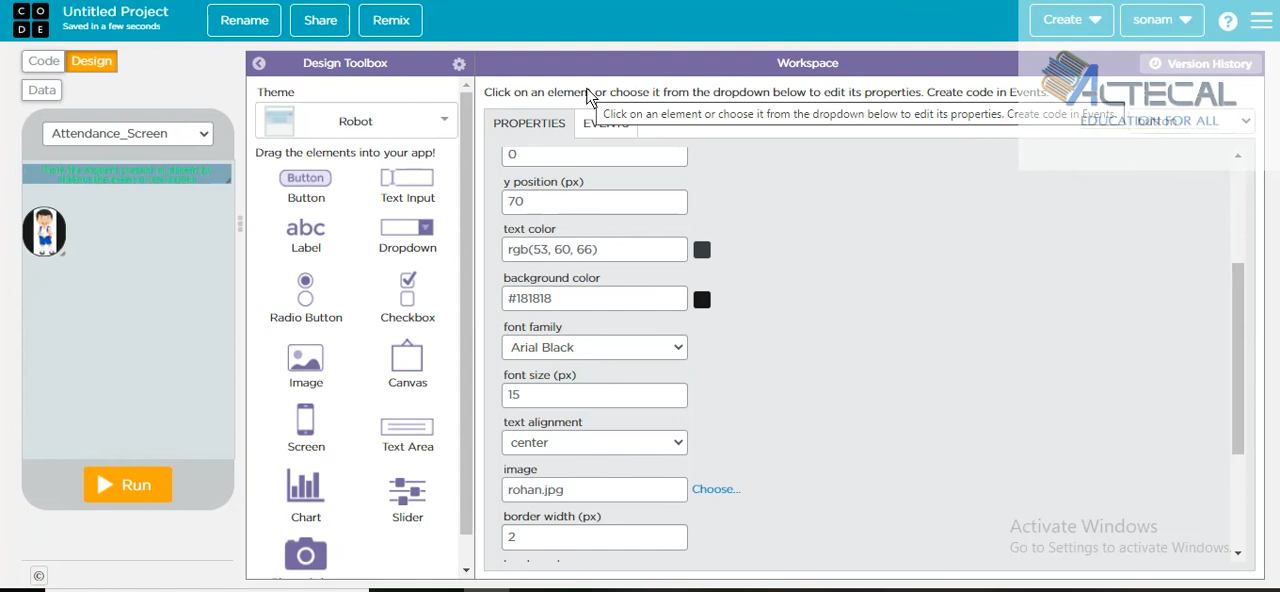 C O D E
Untitled Project
Saved in a few seconds
Rename
Share
Remix
Create
sonam
?
Code
Design
Data
Design Toolbox
Workspace
Version History
Theme
Robot
Click on an element or choose it from the dropdown below to edit its properties. Create code in Events.
Click on an element or choose it from the dropdown below to edit its properties. Create code in Events.
ACTECAL
EDUCATION FOR ALL
button
PROPERTIES
EVENTS
Attendance_Screen
Drag the elements into your app!
Button
Button
Text Input
abc
Label
Dropdown
Radio Button
Checkbox
Image
Canvas
Screen
Text Area
Chart
Slider
0
y position (px)
70
text color
rgb(53, 60, 66)
background color
#181818
font family
Arial Black
font size (px)
15
text alignment
center
image
rohan.jpg
Choose...
border width (px)
2
Run
©
Activate Windows
Go to Settings to activate Windows.